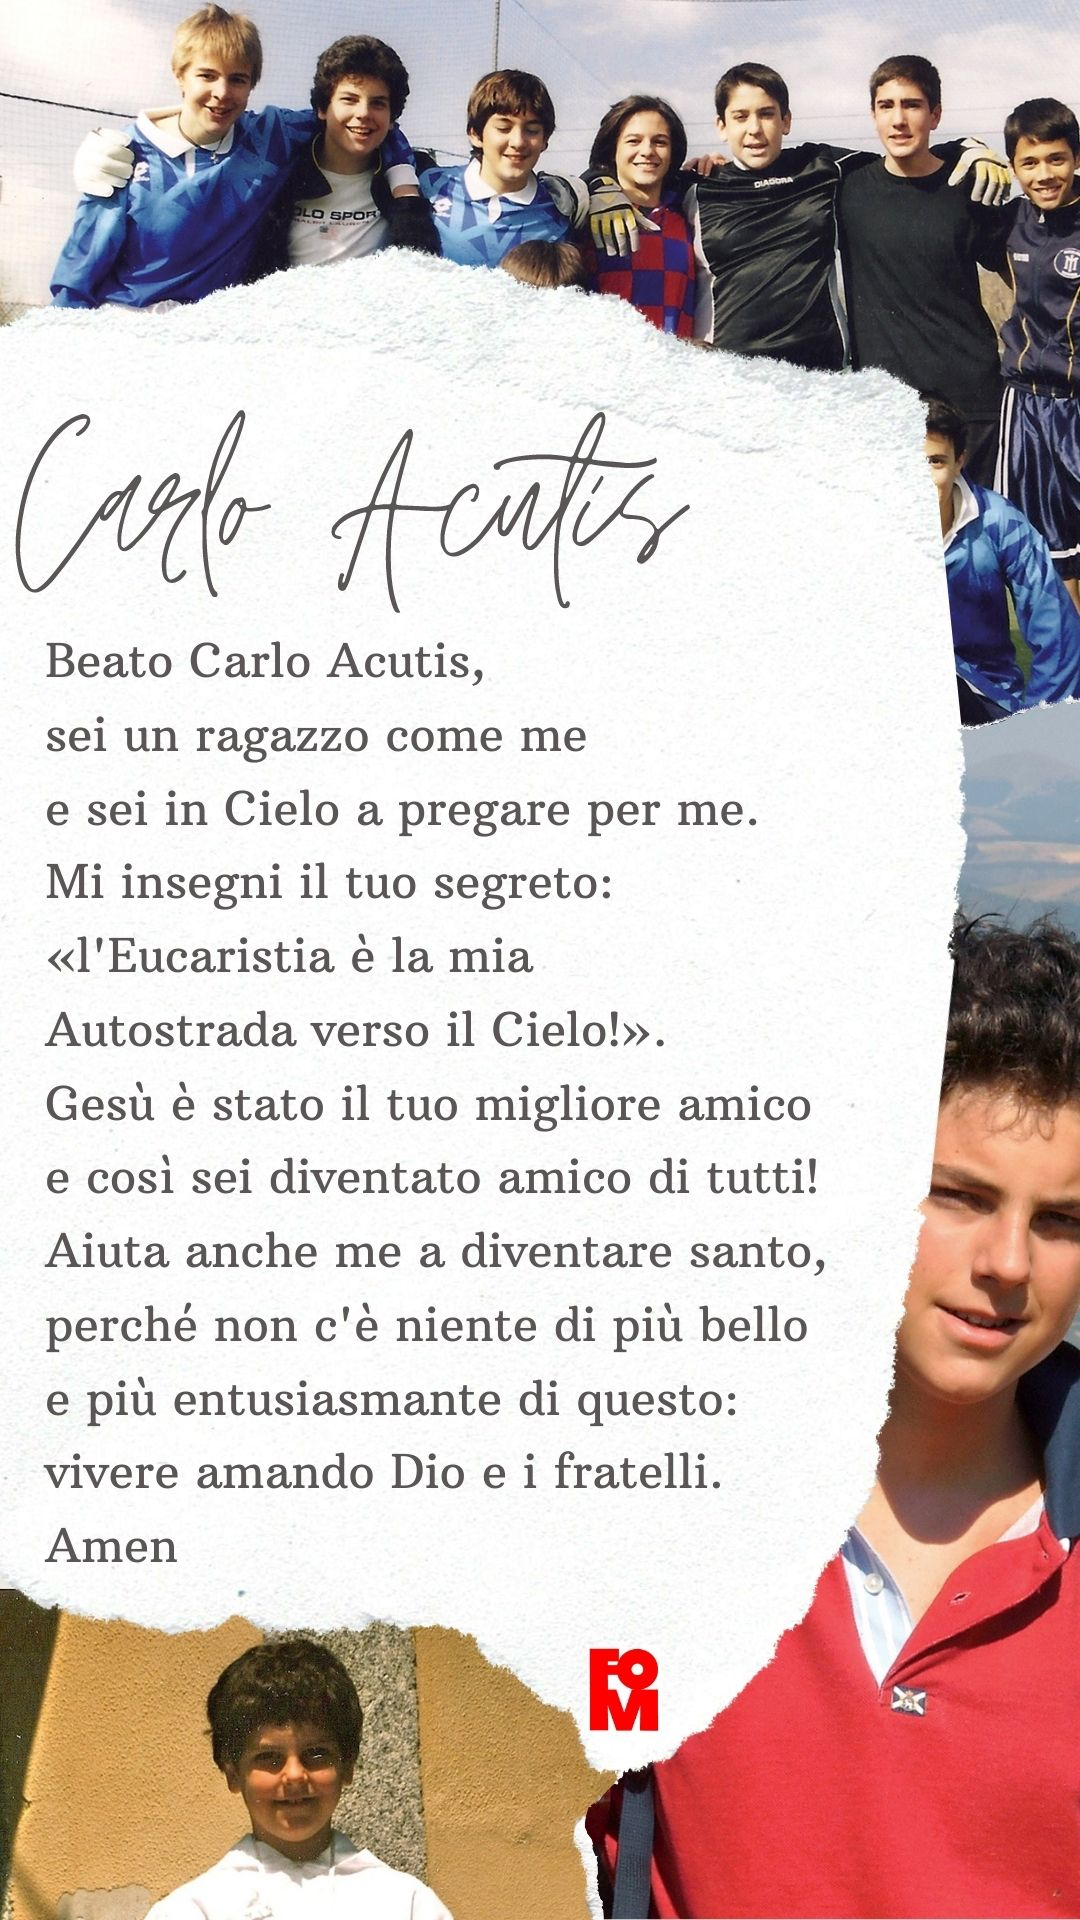 DIAGORA
POLO SPORT
Carlo Acutis
Beato Carlo Acutis,
sei un ragazzo come me
e sei in Cielo a pregare per me.
Mi insegni il tuo segreto:
«l'Eucaristia è la mia
Autostrada verso il Cielo!».
Gesù è stato il tuo migliore amico
e così sei diventato amico di tutti!
Aiuta anche me a diventare santo,
perché non c'è niente di più bello
e più entusiasmante di questo:
vivere amando Dio e i fratelli.
Amen
FOM